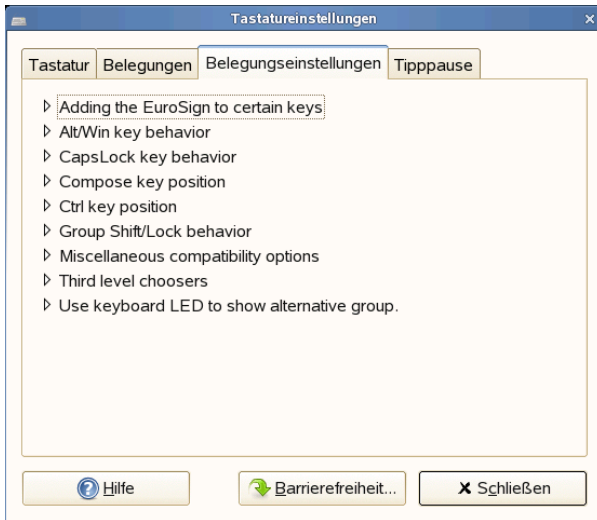 Tastatureinstellungen
Tastatur Belegungen Belegungseinstellungen Tipppause
Adding the EuroSign to certain keys
Alt/Win key behavior
CapsLock key behavior
Compose key position
Ctrl key position
Group Shift/Lock behavior
Miscellaneous compatibility options
Third level choosers
Use keyboard LED to show alternative group.
Hilfe Barrierefreiheit... Schließen